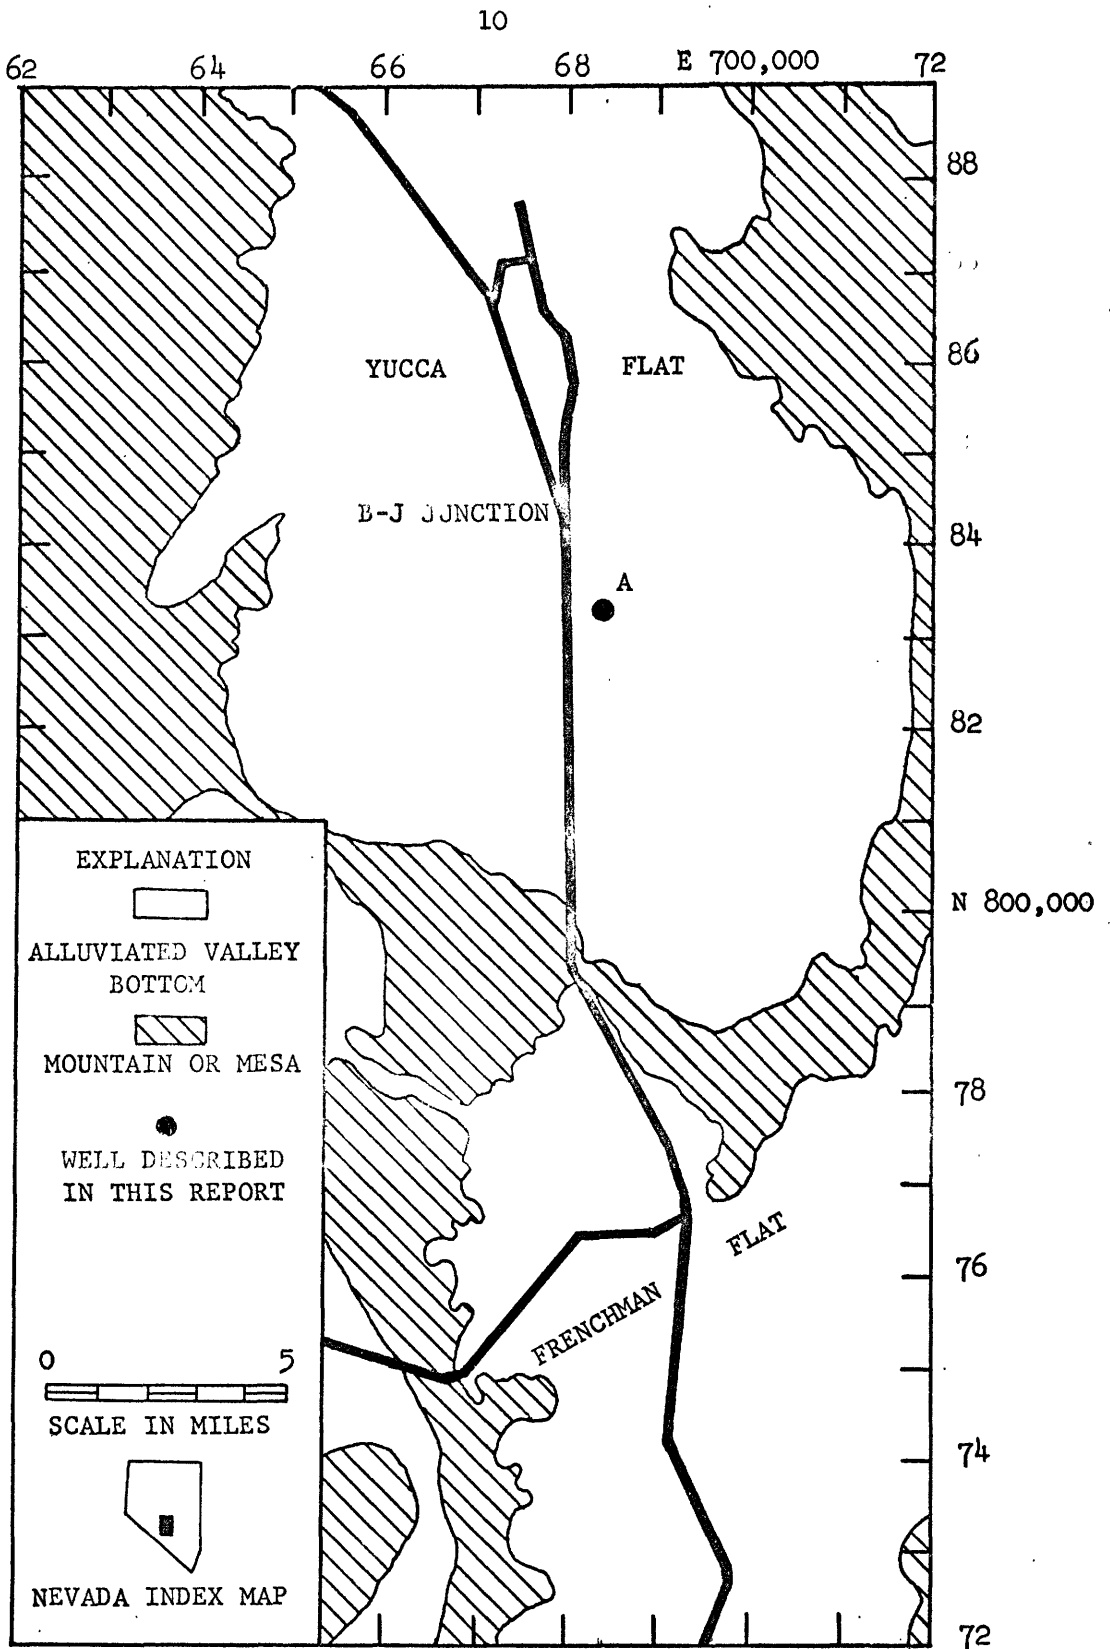 10
62 64 66 68 E 700,000 72
88
86
YUCCA FLAT
B-J JUNCTION
84
A
82
EXPLANATION
N 800,000
ALLUVIATED VALLEY
BOTTOM
MOUNTAIN OR MESA
78
WELL DESCRIBED
IN THIS REPORT
FRENCHMAN FLAT
76
0 5
SCALE IN MILES
74
NEVADA INDEX MAP
72